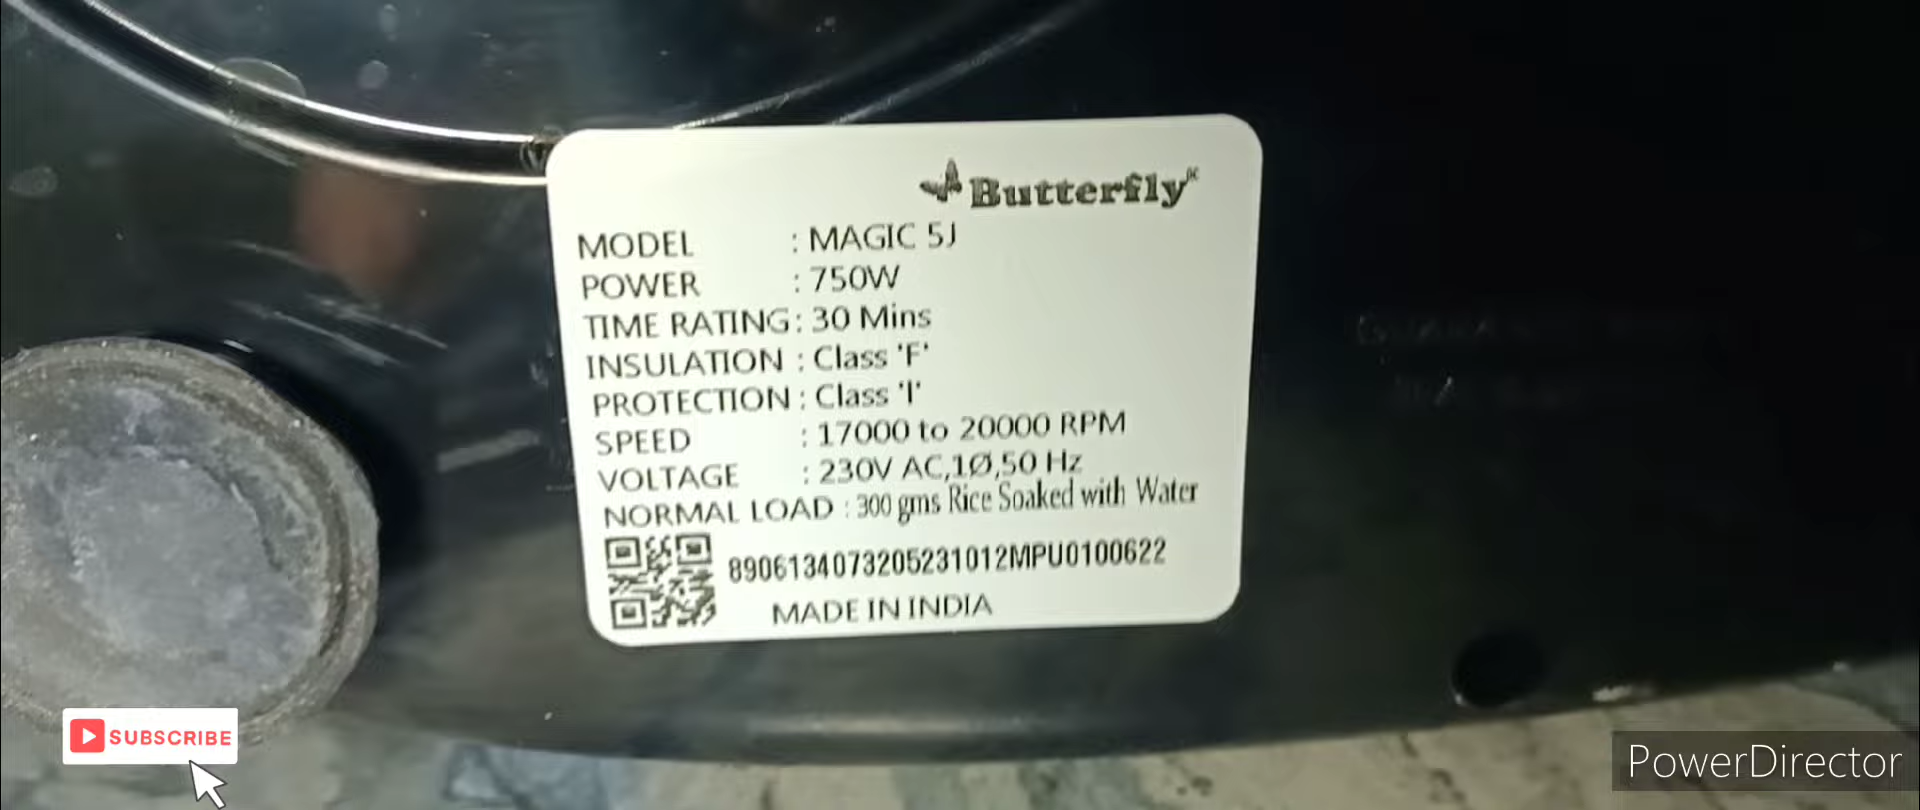 Butterfly
MODEL : MAGIC 5J
POWER : 750W
TIME RATING : 30 Mins
INSULATION : Class 'F'
PROTECTION : Class 'I'
SPEED : 17000 to 20000 RPM
VOLTAGE : 230V AC,1Ø,50 Hz
NORMAL LOAD : 300 gms Rice Soaked with Water
8906134073205231012MPU0100622
MADE IN INDIA
SUBSCRIBE
PowerDirector